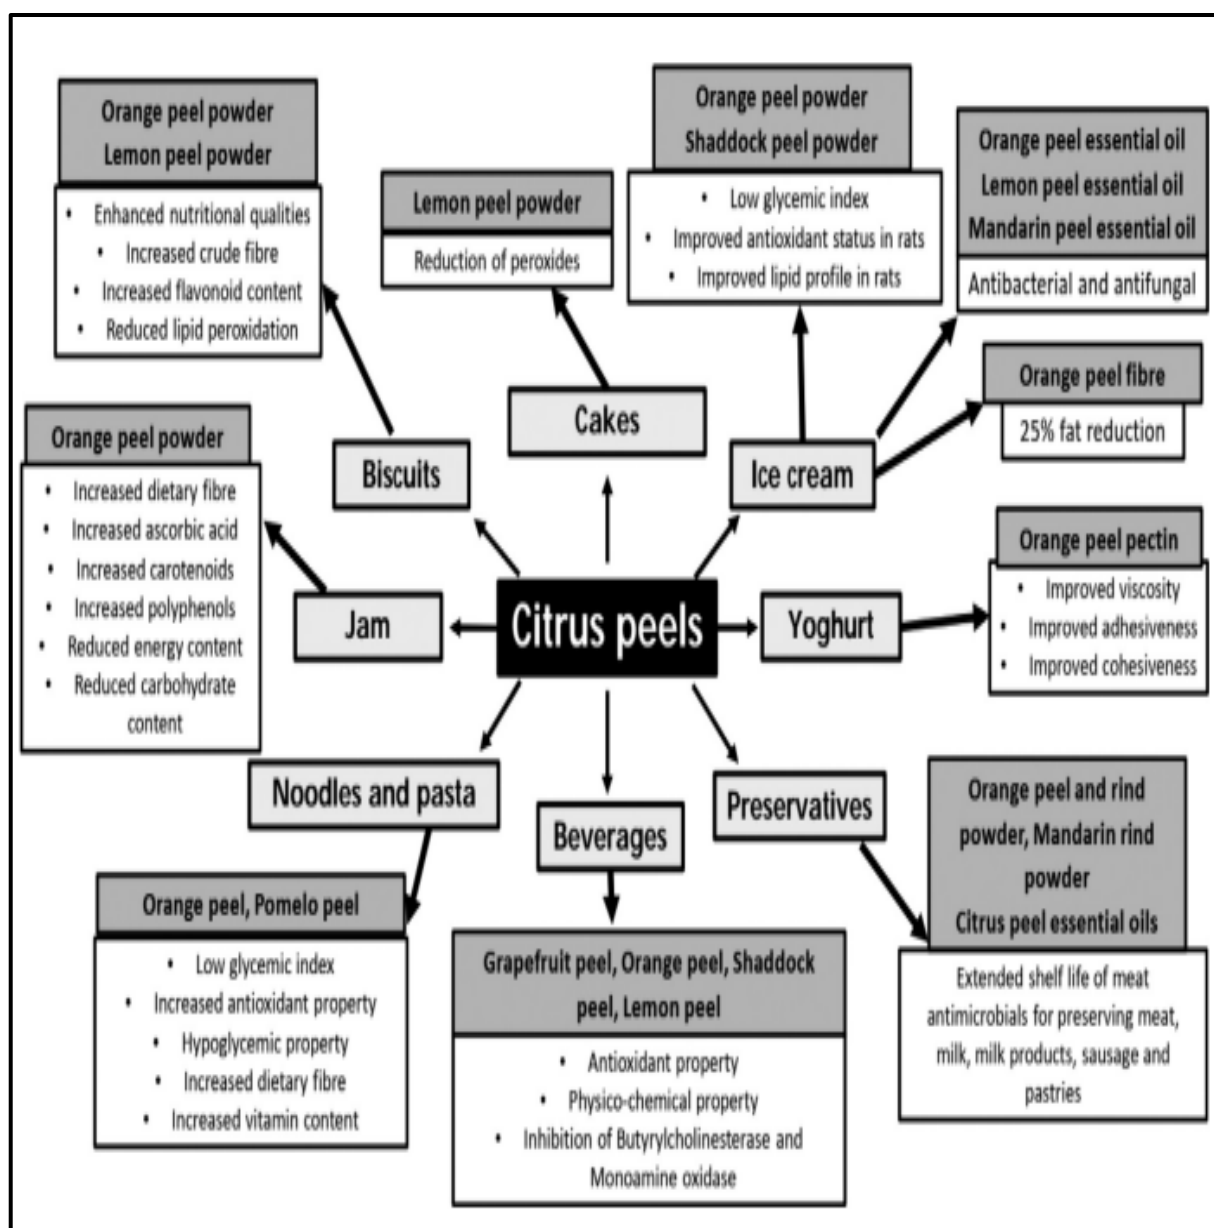 Orange peel powder
Lemon peel powder
• Enhanced nutritional qualities
• Increased crude fibre
• Increased flavonoid content
• Reduced lipid peroxidation
Lemon peel powder
Reduction of peroxides
Orange peel powder
Shaddock peel powder
• Low glycemic index
• Improved antioxidant status in rats
• Improved lipid profile in rats
Orange peel essential oil
Lemon peel essential oil
Mandarin peel essential oil
Antibacterial and antifungal
Orange peel fibre
25% fat reduction
Cakes
Biscuits
Ice cream
Orange peel powder
• Increased dietary fibre
• Increased ascorbic acid
• Increased carotenoids
• Increased polyphenols
• Reduced energy content
• Reduced carbohydrate
content
Jam
Citrus peels
Yoghurt
Orange peel pectin
• Improved viscosity
• Improved adhesiveness
• Improved cohesiveness
Noodles and pasta
Beverages
Preservatives
Orange peel, Pomelo peel
• Low glycemic index
• Increased antioxidant property
• Hypoglycemic property
• Increased dietary fibre
• Increased vitamin content
Grapefruit peel, Orange peel, Shaddock
peel, Lemon peel
• Antioxidant property
• Physico-chemical property
• Inhibition of Butyrylcholinesterase and
Monoamine oxidase
Orange peel and rind
powder, Mandarin rind
powder
Citrus peel essential oils
Extended shelf life of meat
antimicrobials for preserving meat,
milk, milk products, sausage and
pastries